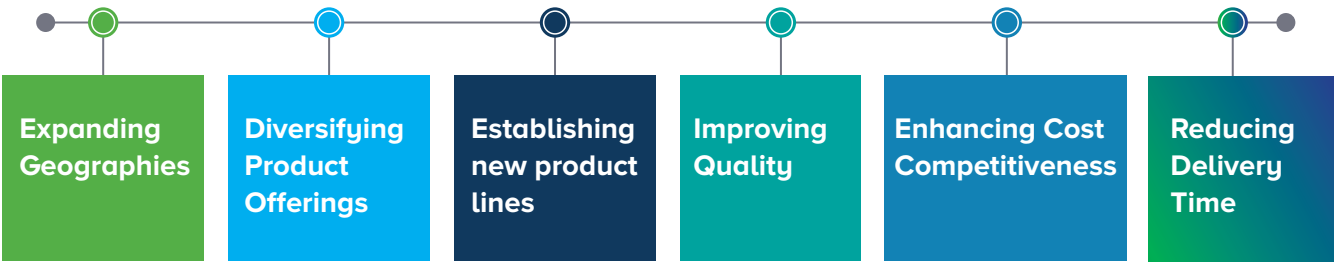 Expanding
Geographies
Diversifying
Product
Offerings
Establishing
new product
lines
Improving
Quality
Enhancing Cost
Competitiveness
Reducing
Delivery
Time